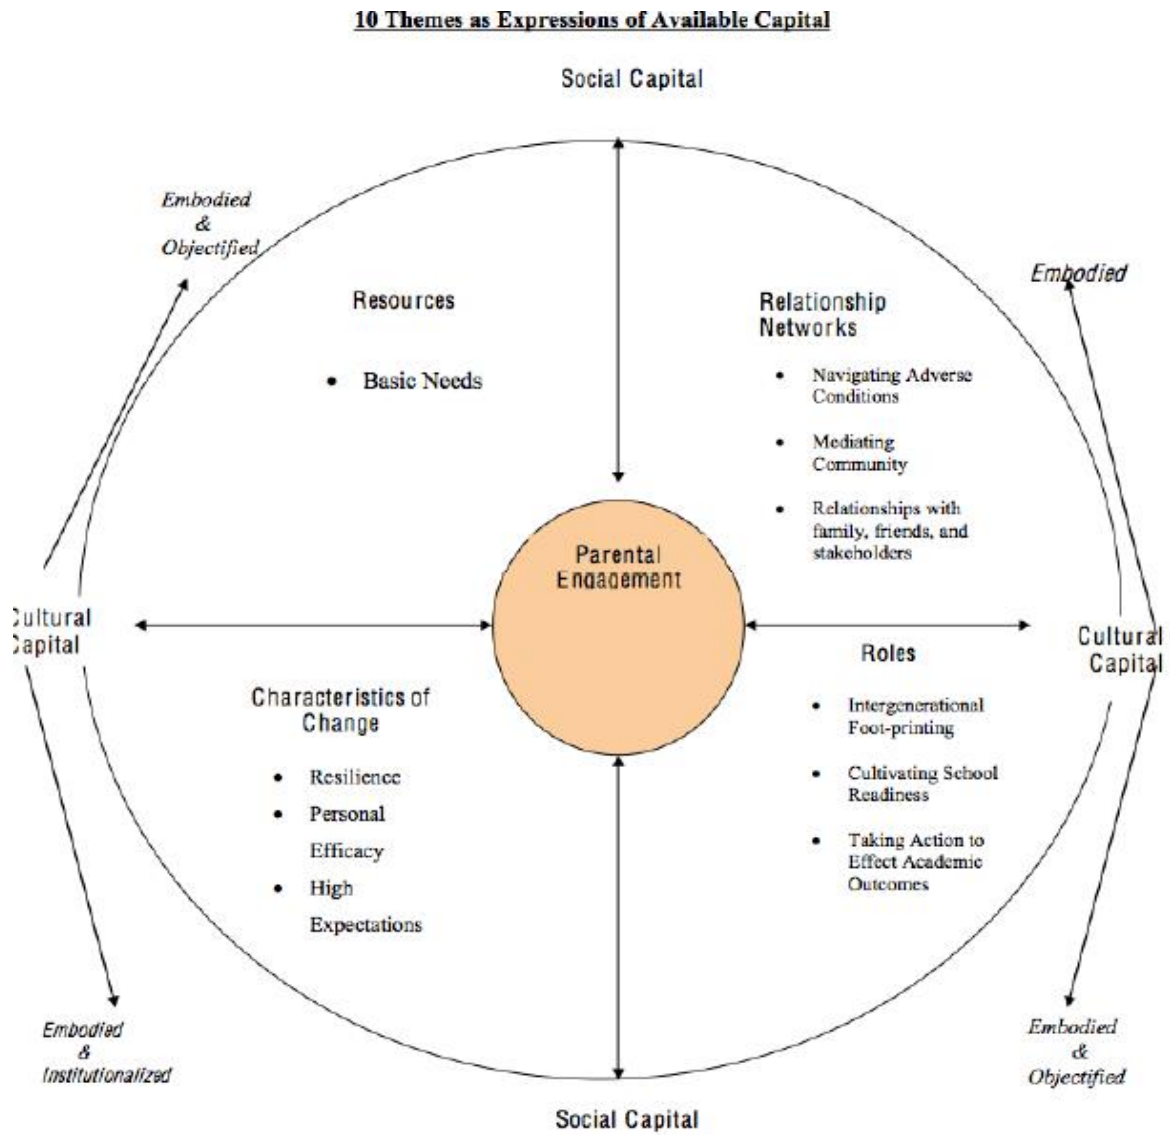 10 Themes as Expressions of Available Capital
Social Capital
Embodied
&
Objectified
Embodied
Resources
• Basic Needs
Relationship
Networks
• Navigating Adverse
Conditions
• Mediating
Community
• Relationships with
family, friends, and
stakeholders
Parental
Engagement
Cultural
Capital
Cultural
Capital
Characteristics of
Change
• Resilience
• Personal
Efficacy
• High
Expectations
Roles
• Intergenerational
Foot-printing
• Cultivating School
Readiness
• Taking Action to
Effect Academic
Outcomes
Embodied
&
Institutionalized
Embodied
&
Objectified
Social Capital